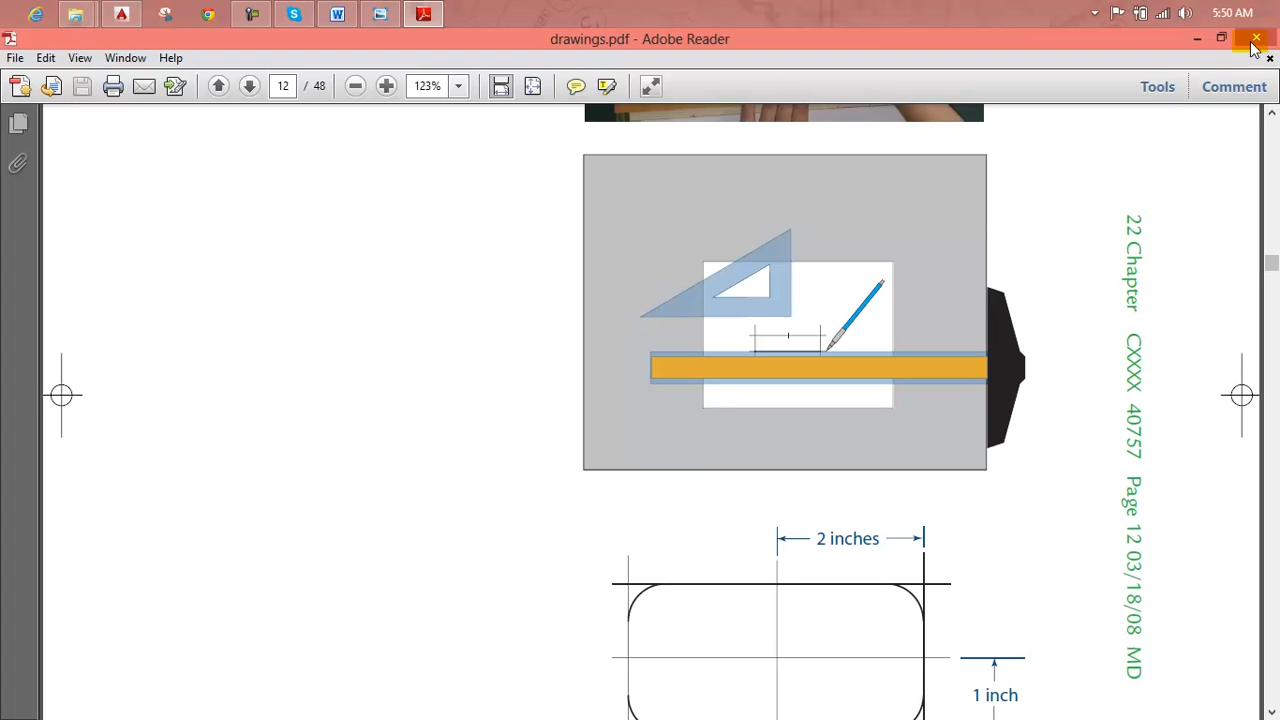 5:50 AM
drawings.pdf - Adobe Reader
File Edit View Window Help
12 / 48 123% Tools Comment
22 Chapter CXXXX 40757 Page 12 03/18/08 MD
2 inches
1 inch